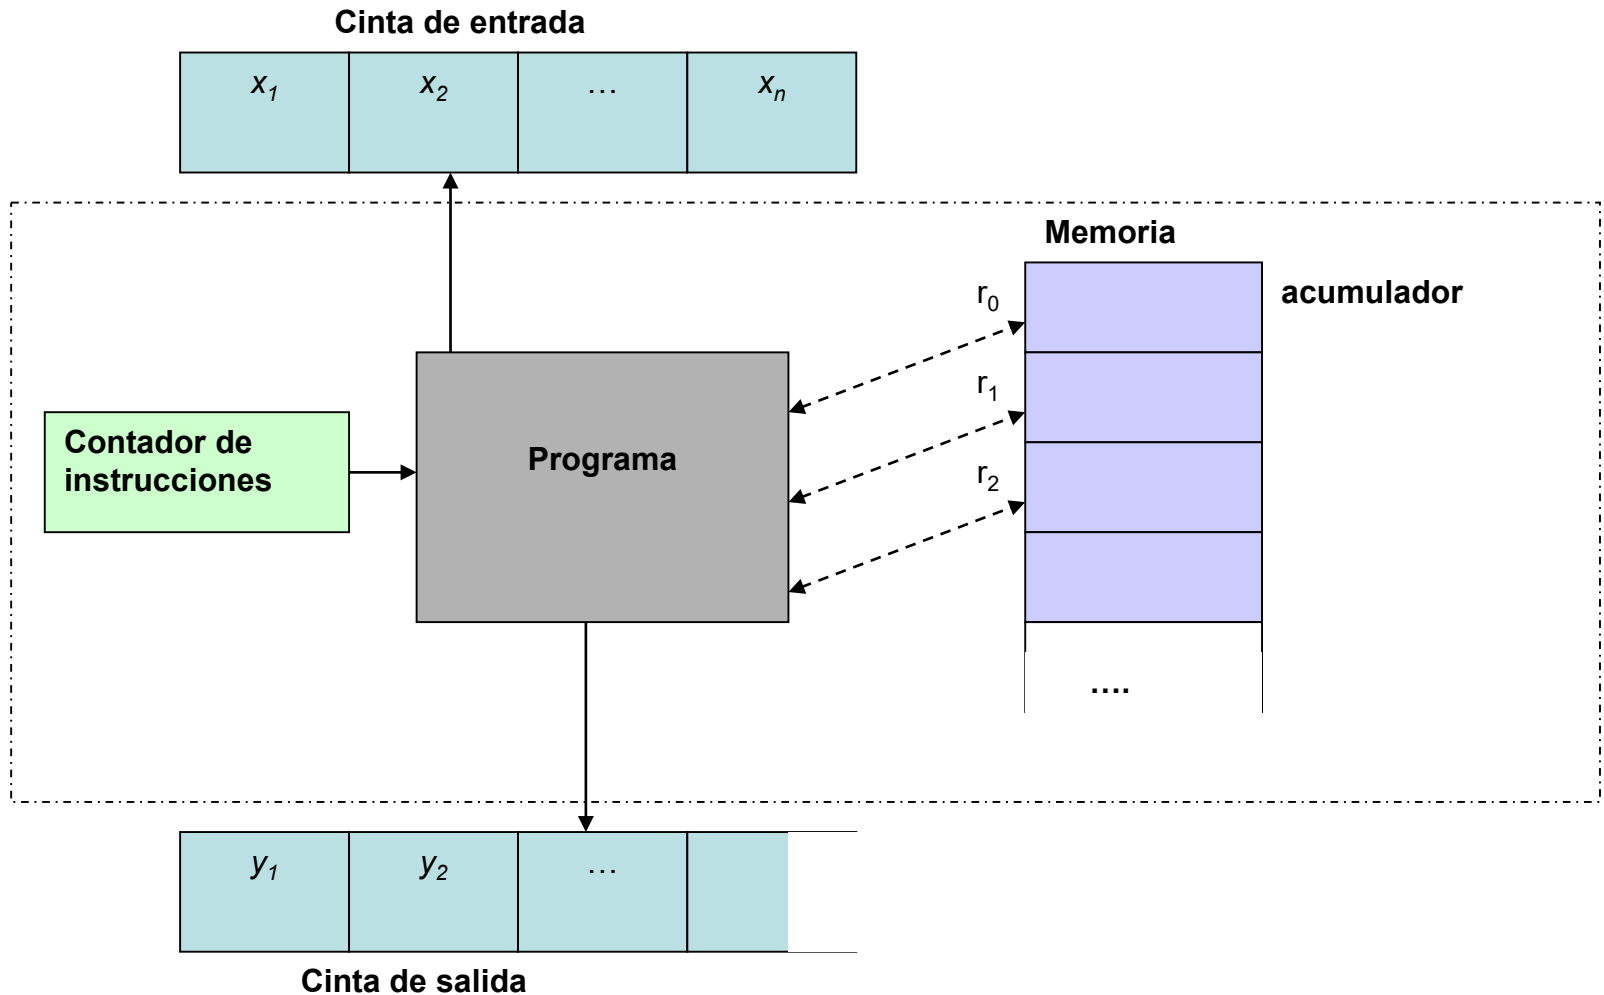 Cinta de entrada
x1 x2 … xn
Memoria
r0 acumulador
r1
Contador de
instrucciones
Programa
r2
....
y1 y2 …
Cinta de salida